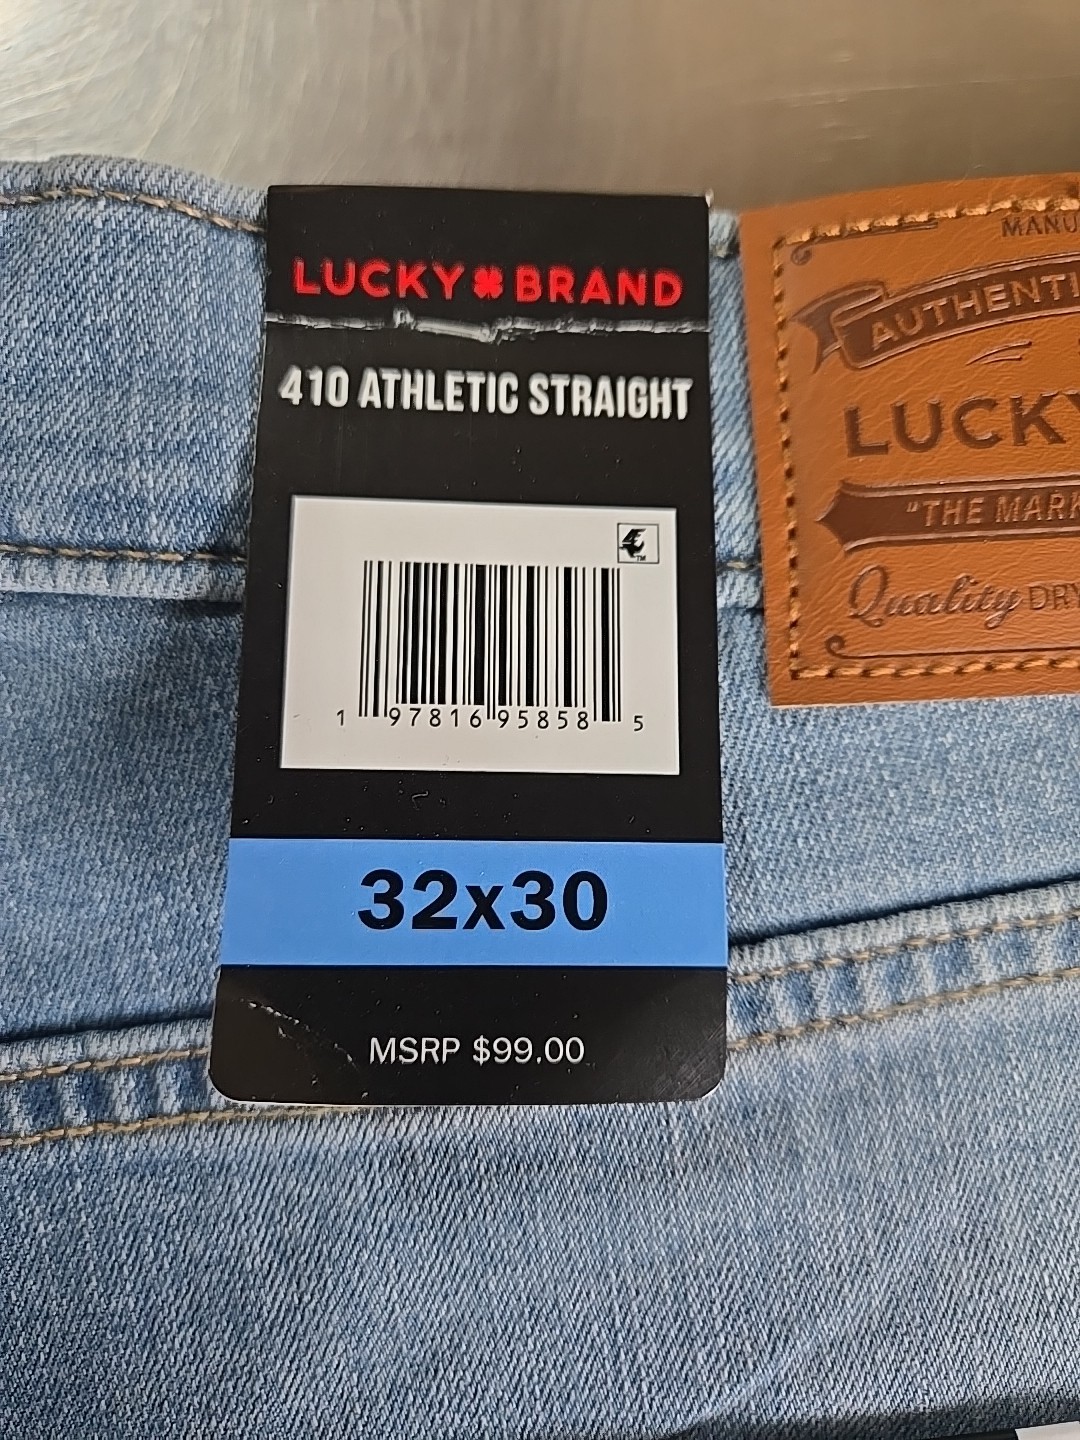 LUCKY BRAND
410 ATHLETIC STRAIGHT
TM
1 97816 95858 5
32x30
MSRP $99.00
AUTHENTI
LUCKY
"THE MARK
Quality DRY